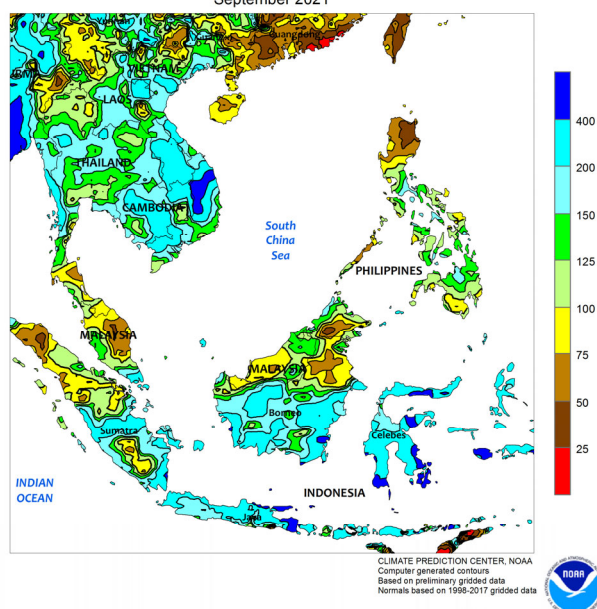 September 2021
Yunnan
Guangdong
VIETNAM
LAOS
THAILAND
CAMBODIA
South
China
Sea
PHILIPPINES
MALAYSIA
MALAYSIA
Borneo
Sumatra
Celebes
INDIAN
OCEAN
INDONESIA
Java
400
200
150
125
100
75
50
25
CLIMATE PREDICTION CENTER, NOAA
Computer generated contours
Based on preliminary gridded data
Normals based on 1998-2017 gridded data
NOAA